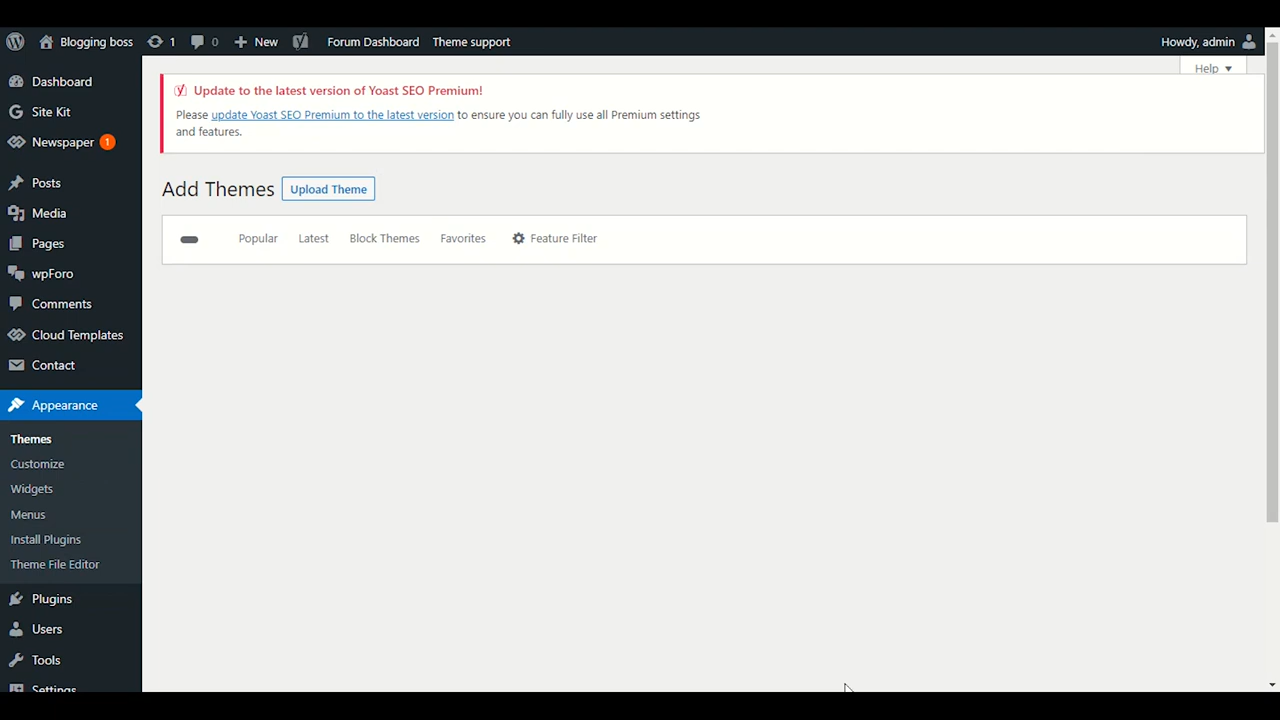 Blogging boss 1 0 New Forum Dashboard Theme support Howdy, admin
Help
Dashboard
Site Kit
Newspaper 1
Posts
Media
Pages
wpForo
Comments
Cloud Templates
Contact
Appearance
Themes
Customize
Widgets
Menus
Install Plugins
Theme File Editor
Plugins
Users
Tools
Settings
Update to the latest version of Yoast SEO Premium!
Please update Yoast SEO Premium to the latest version to ensure you can fully use all Premium settings
and features.
Add Themes Upload Theme
Popular Latest Block Themes Favorites Feature Filter